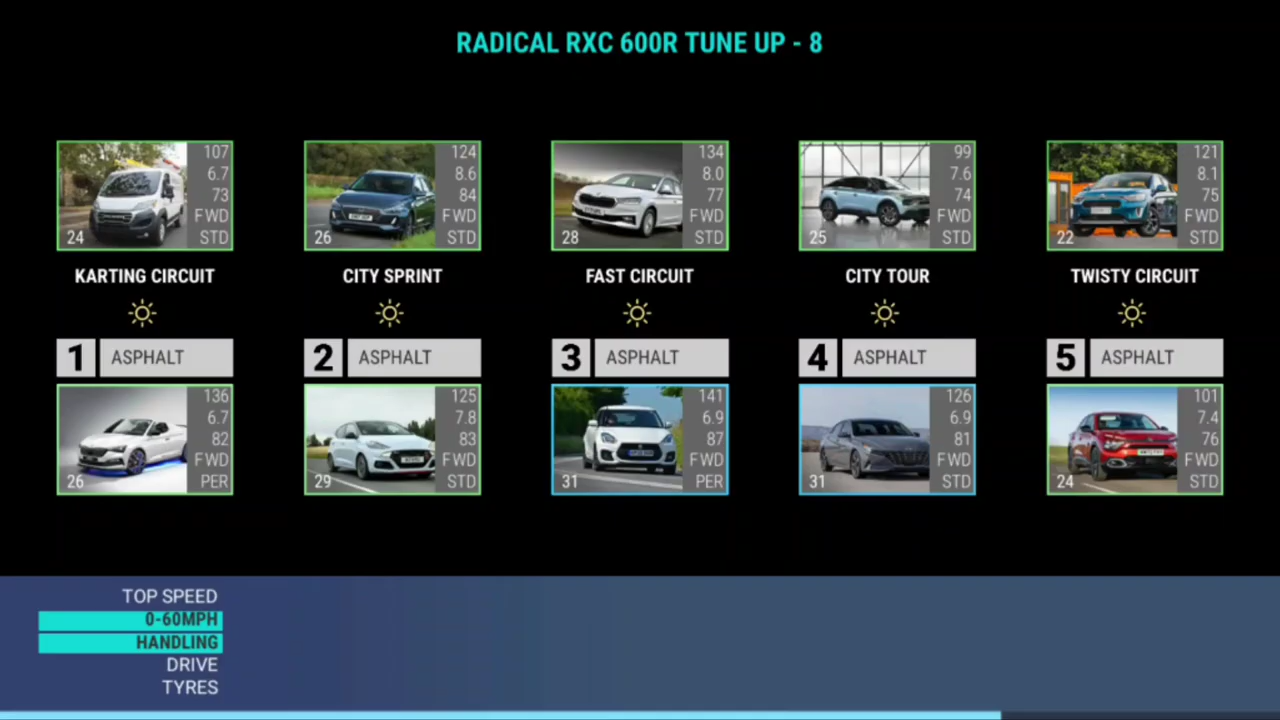 RADICAL RXC 600R TUNE UP - 8
107
6.7
73
FWD
STD
24
124
8.6
84
FWD
STD
26
134
8.0
77
FWD
STD
28
99
7.6
74
FWD
STD
25
121
8.1
75
FWD
STD
22
KARTING CIRCUIT
CITY SPRINT
FAST CIRCUIT
CITY TOUR
TWISTY CIRCUIT
1 ASPHALT
2 ASPHALT
3 ASPHALT
4 ASPHALT
5 ASPHALT
136
6.7
82
FWD
PER
26
125
7.8
83
FWD
STD
29
141
6.9
87
FWD
PER
31
126
6.9
81
FWD
STD
31
101
7.4
76
FWD
STD
24
TOP SPEED
0-60MPH
HANDLING
DRIVE
TYRES